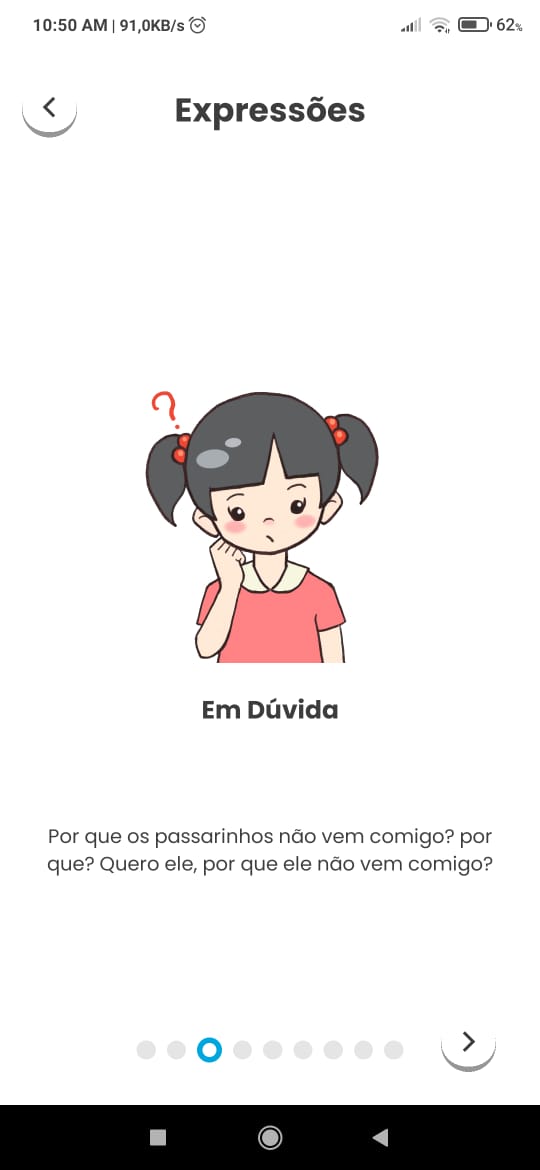 10:50 AM | 91,0KB/s 62%
Expressões
?
Em Dúvida
Por que os passarinhos não vem comigo? por
que? Quero ele, por que ele não vem comigo?